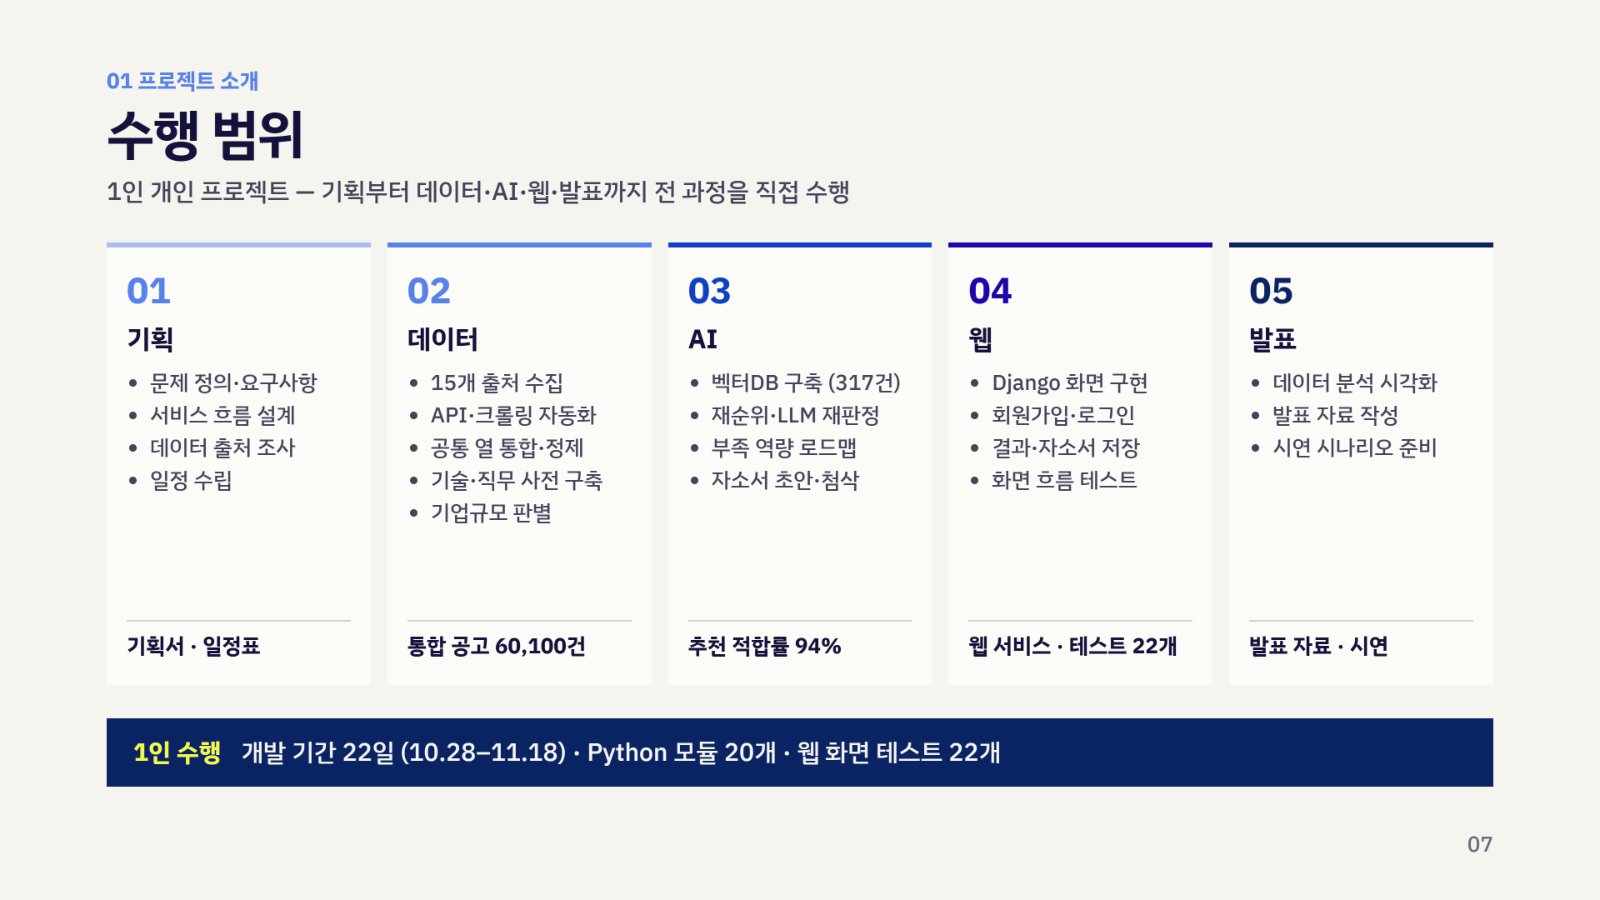 01 프로젝트 소개
수행 범위
1인 개인 프로젝트 — 기획부터 데이터·AI·웹·발표까지 전 과정을 직접 수행
01
기획
• 문제 정의·요구사항
• 서비스 흐름 설계
• 데이터 출처 조사
• 일정 수립
기획서 · 일정표
02
데이터
• 15개 출처 수집
• API·크롤링 자동화
• 공통 열 통합·정제
• 기술·직무 사전 구축
• 기업규모 판별
통합 공고 60,100건
03
AI
• 벡터DB 구축 (317건)
• 재순위·LLM 재판정
• 부족 역량 로드맵
• 자소서 초안·첨삭
추천 적합률 94%
04
웹
• Django 화면 구현
• 회원가입·로그인
• 결과·자소서 저장
• 화면 흐름 테스트
웹 서비스 · 테스트 22개
05
발표
• 데이터 분석 시각화
• 발표 자료 작성
• 시연 시나리오 준비
발표 자료 · 시연
1인 수행 개발 기간 22일 (10.28–11.18) · Python 모듈 20개 · 웹 화면 테스트 22개
07